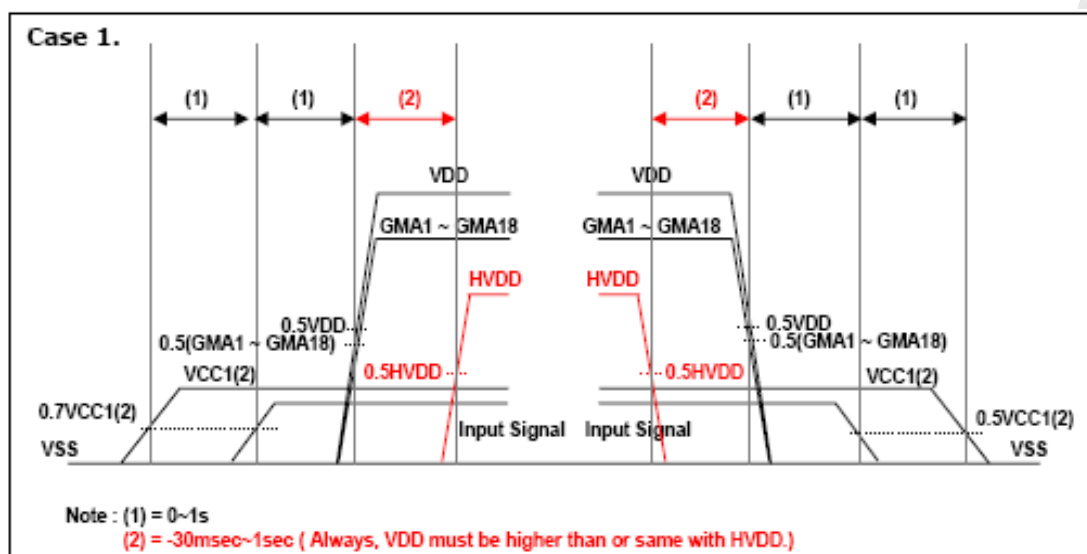 Case 1.
(1) (1) (2) (2) (1) (1)
VDD VDD
GMA1 ~ GMA18 GMA1 ~ GMA18
HVDD HVDD
0.5VDD 0.5VDD
0.5(GMA1 ~ GMA18) 0.5(GMA1 ~ GMA18)
VCC1(2) 0.5HVDD 0.5HVDD VCC1(2)
0.7VCC1(2) 0.5VCC1(2)
Input Signal Input Signal
VSS VSS
Note : (1) = 0~1s
(2) = -30msec~1sec ( Always, VDD must be higher than or same with HVDD.)